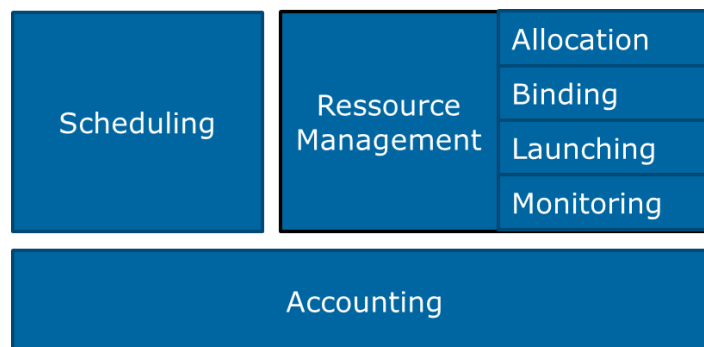 Scheduling
Ressource
Management
Allocation
Binding
Launching
Monitoring
Accounting